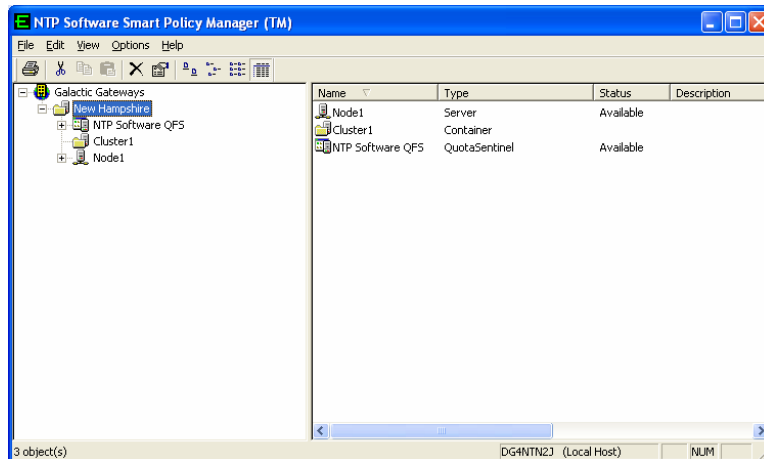 NTP Software Smart Policy Manager (TM)
File Edit View Options Help
Galactic Gateways
New Hampshire
NTP Software QFS
Cluster1
Node1
Name Type Status Description
Node1 Server Available
Cluster1 Container
NTP Software QFS QuotaSentinel Available
3 object(s) DG4NTN2J (Local Host) NUM